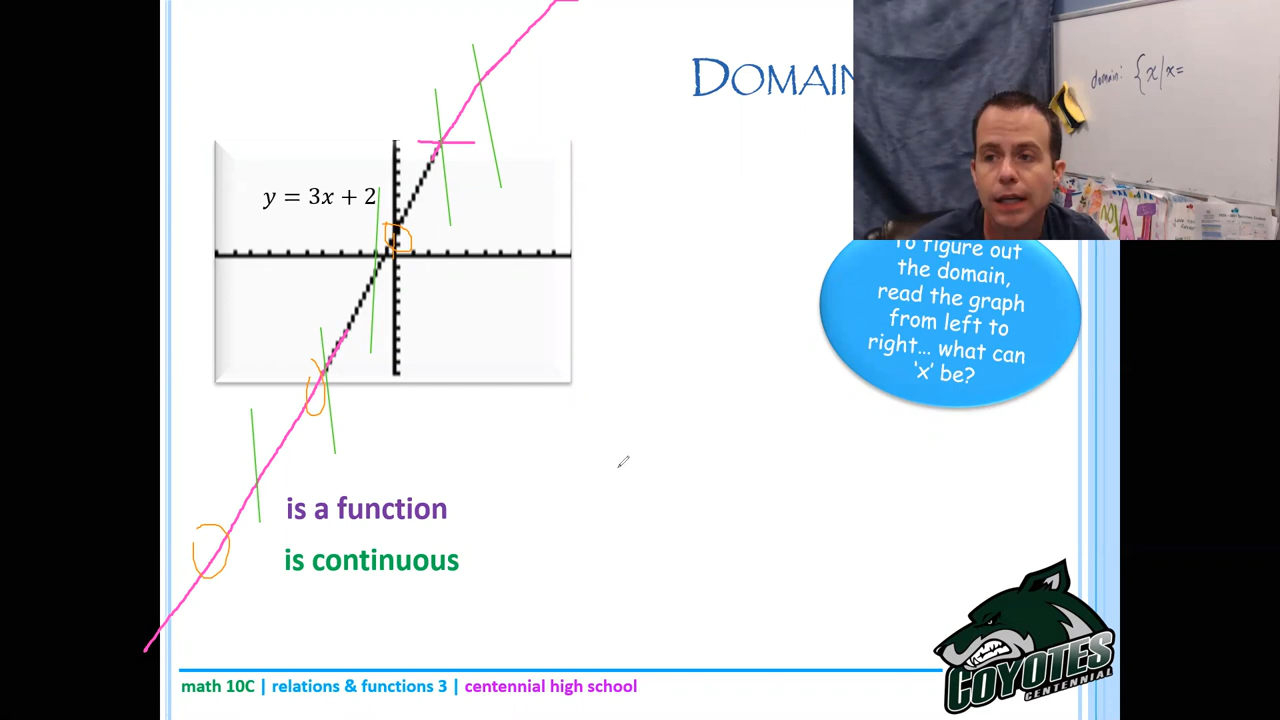 DOMAIN
domain: {x|x=
y = 3x + 2
To figure out
the domain,
read the graph
from left to
right... what can
'x' be?
is a function
is continuous
math 10C | relations & functions 3 | centennial high school
COYOTES
CENTENNIAL